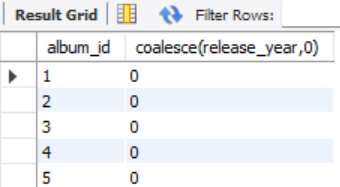 Result Grid Filter Rows:
album_id coalesce(release_year,0)
1 0
2 0
3 0
4 0
5 0